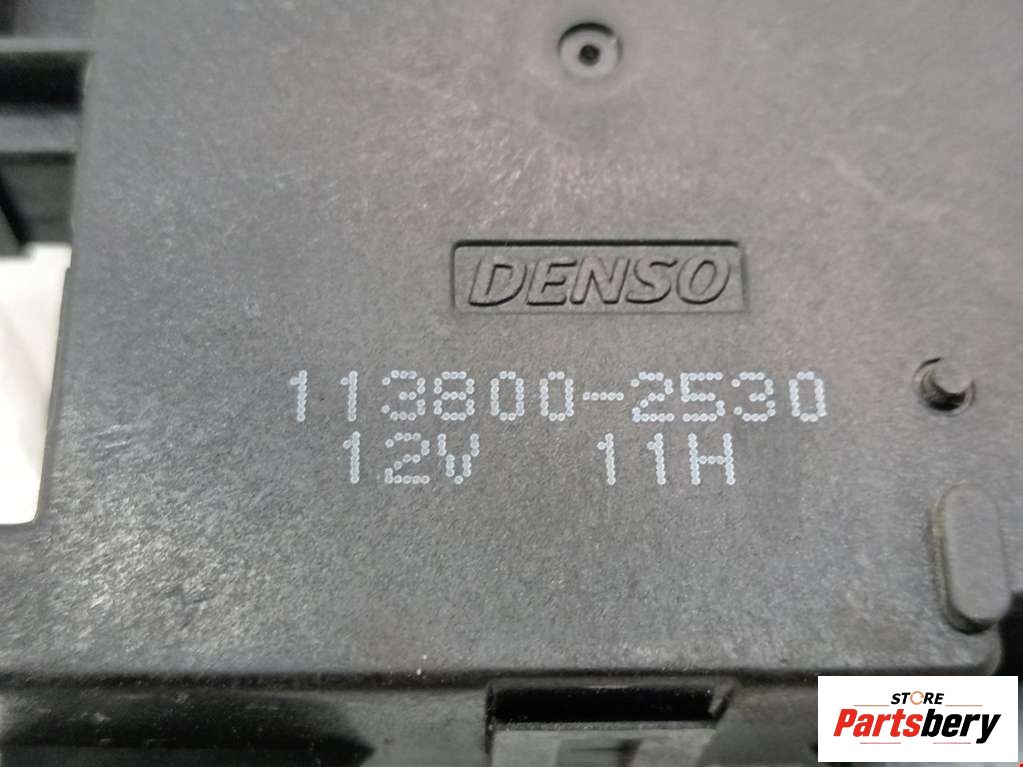 DENSO
113800-2530
12V 11H
STORE
Partsbery